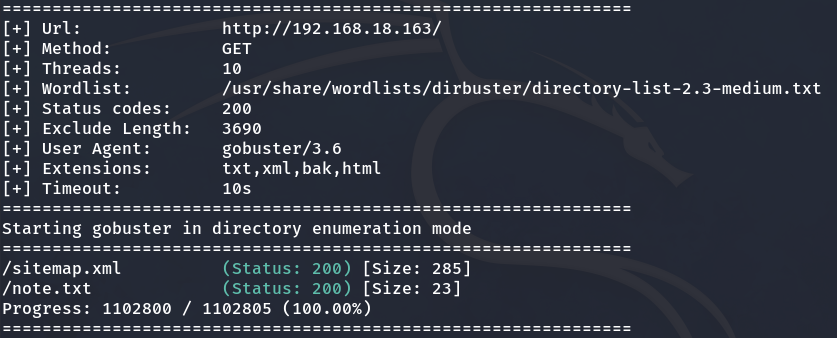 ===============================================================
[+] Url:                     http://192.168.18.163/
[+] Method:                  GET
[+] Threads:                 10
[+] Wordlist:                /usr/share/wordlists/dirbuster/directory-list-2.3-medium.txt
[+] Status codes:            200
[+] Exclude Length:          3690
[+] User Agent:              gobuster/3.6
[+] Extensions:              txt,xml,bak,html
[+] Timeout:                 10s
===============================================================
Starting gobuster in directory enumeration mode
===============================================================
/sitemap.xml          (Status: 200) [Size: 285]
/note.txt             (Status: 200) [Size: 23]
Progress: 1102800 / 1102805 (100.00%)
===============================================================